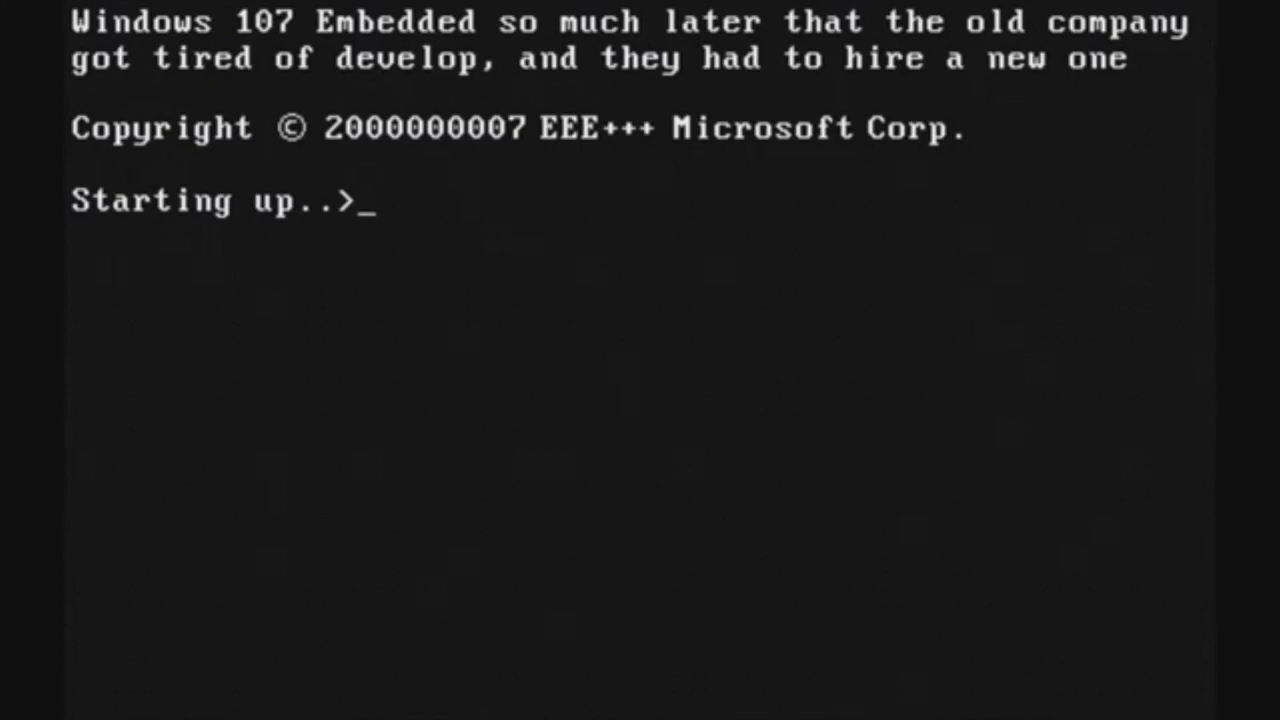 Windows 107 Embedded so much later that the old company
got tired of develop, and they had to hire a new one
Copyright © 2000000007 EEE+++ Microsoft Corp.
Starting up..>_